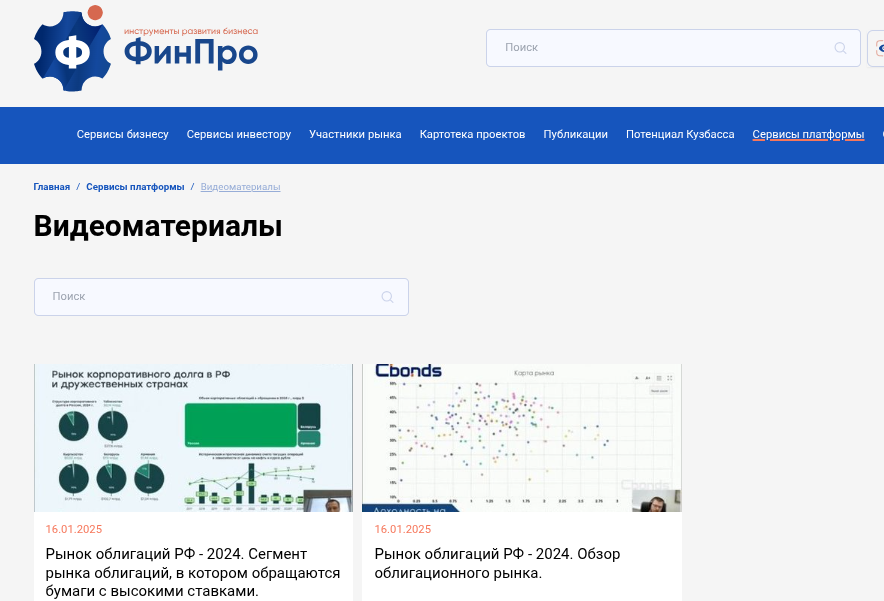 инструменты развития бизнеса
ФинПро
Поиск
Сервисы бизнесу Сервисы инвестору Участники рынка Картотека проектов Публикации Потенциал Кузбасса Сервисы платформы
Главная / Сервисы платформы / Видеоматериалы
Видеоматериалы
Поиск
Рынок корпоративного долга в РФ
и дружественных странах
Cbonds
Карта рынка
Cbonds
Доходность на
16.01.2025
Рынок облигаций РФ - 2024. Сегмент
рынка облигаций, в котором обращаются
бумаги с высокими ставками.
16.01.2025
Рынок облигаций РФ - 2024. Обзор
облигационного рынка.